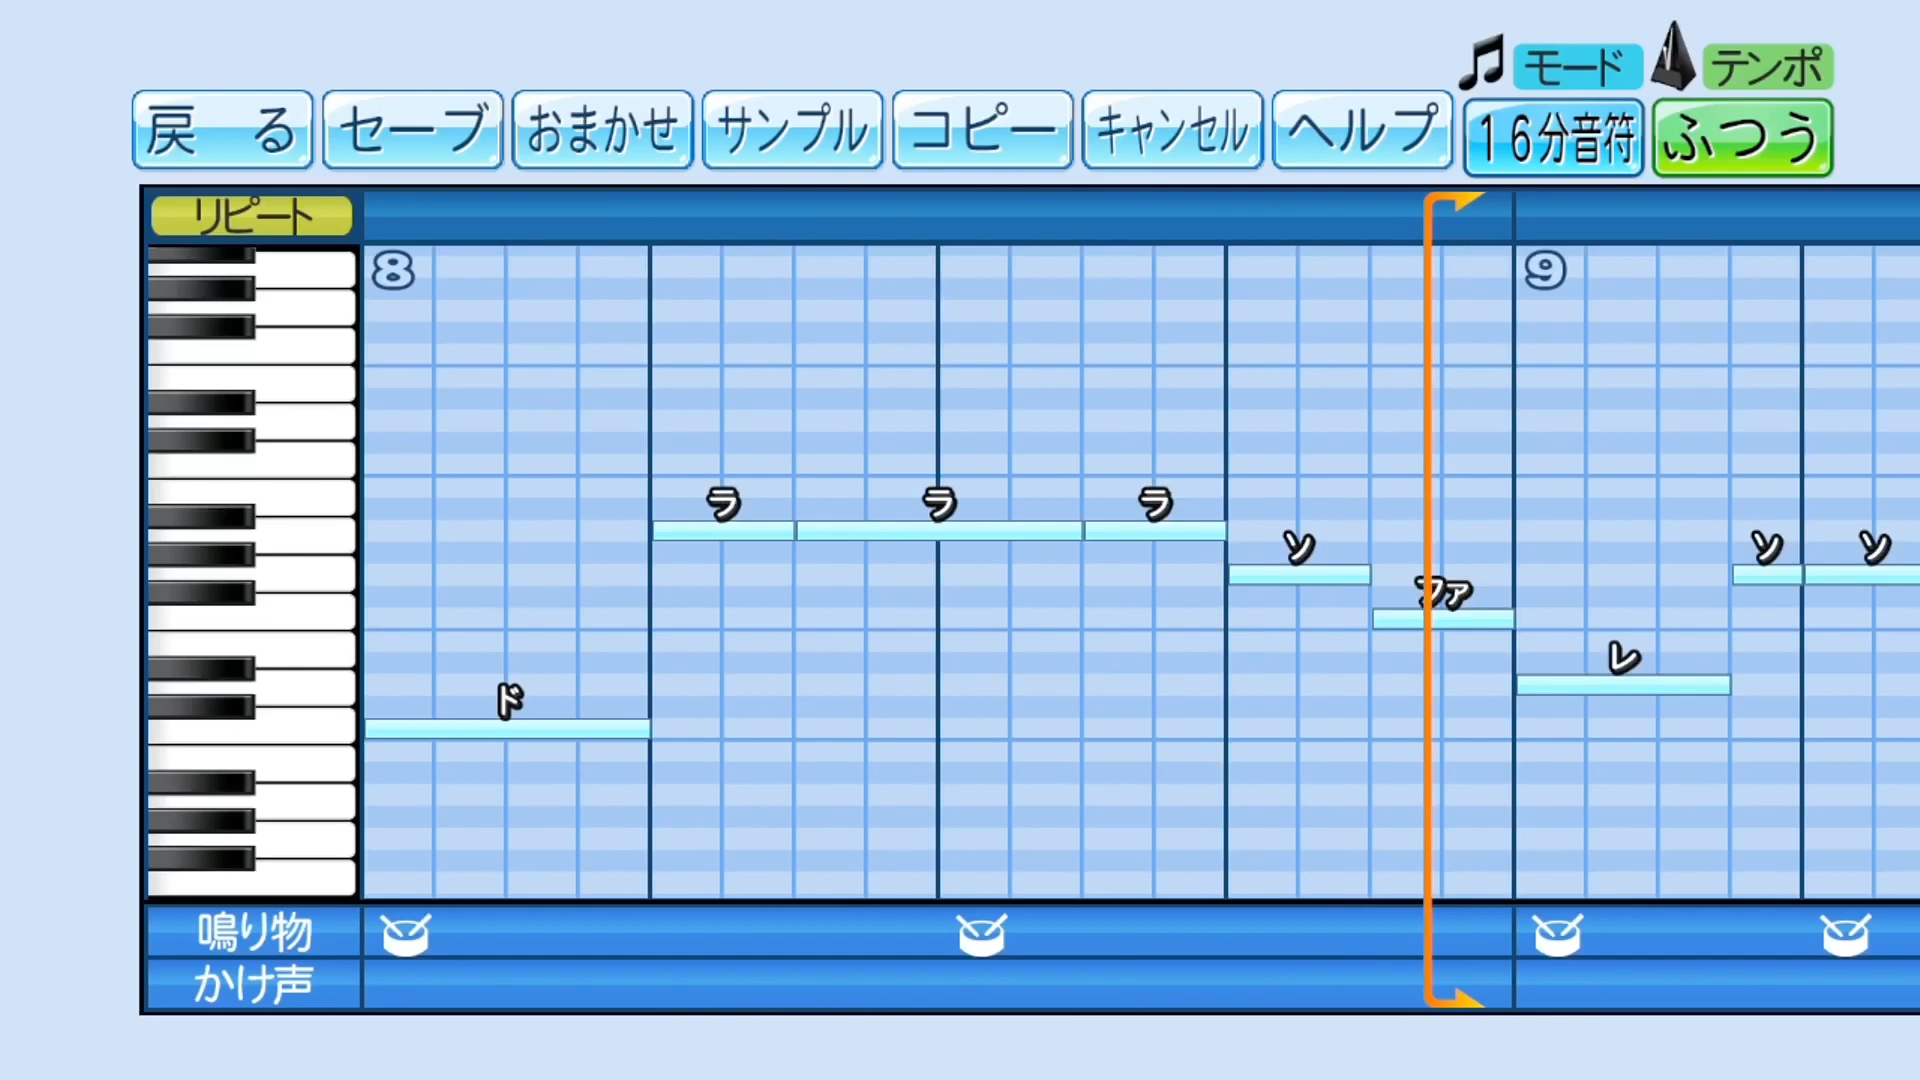 モード テンポ
戻る セーブ おまかせ サンプル コピー キャンセル ヘルプ 16分音符 ふつう
リピート
8 9
ラ ラ ラ
ソ ソ ソ
ファ
レ
ド
鳴り物
かけ声